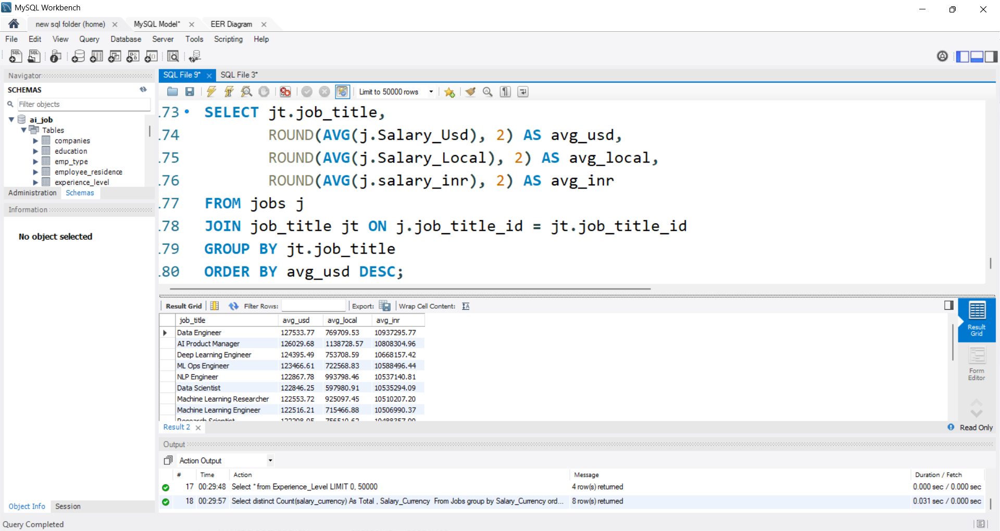 MySQL Workbench
new sql folder (home)
MySQL Model*
EER Diagram
File Edit View Query Database Server Tools Scripting Help
Navigator
SQL File 9*
SQL File 3*
SCHEMAS
Filter objects
Limit to 50000 rows
ai_job
Tables
companies
education
emp_type
employee_residence
experience_level
Administration Schemas
Information
No object selected
Object Info Session
.73 SELECT jt.job_title,
.74 ROUND(AVG(j.Salary_Usd), 2) AS avg_usd,
.75 ROUND(AVG(j.Salary_Local), 2) AS avg_local,
.76 ROUND(AVG(j.salary_inr), 2) AS avg_inr
.77 FROM jobs j
.78 JOIN job_title jt ON j.job_title_id = jt.job_title_id
.79 GROUP BY jt.job_title
.80 ORDER BY avg_usd DESC;
Result Grid Filter Rows: Export: Wrap Cell Content:
job_title avg_usd avg_local avg_inr
Data Engineer 127533.77 769709.53 10937295.77
AI Product Manager 126029.68 1138728.57 10808304.96
Deep Learning Engineer 124395.49 753708.59 10668157.42
ML Ops Engineer 123466.61 722568.83 10588496.44
NLP Engineer 122867.78 993798.46 10537140.81
Data Scientist 122846.25 597980.91 10535294.09
Machine Learning Researcher 122553.72 925097.45 10510207.20
Machine Learning Engineer 122516.21 715466.88 10506990.37
Research Scientist
Result
Grid
Form
Editor
Result 2
Read Only
Output
Action Output
# Time Action Message Duration / Fetch
17 00:29:48 Select * from Experience_Level LIMIT 0, 50000 4 row(s) returned 0.000 sec / 0.000 sec
18 00:29:57 Select distinct Count(salary_currency) As Total , Salary_Currency From Jobs group by Salary_Currency ord... 8 row(s) returned 0.031 sec / 0.000 sec
Query Completed